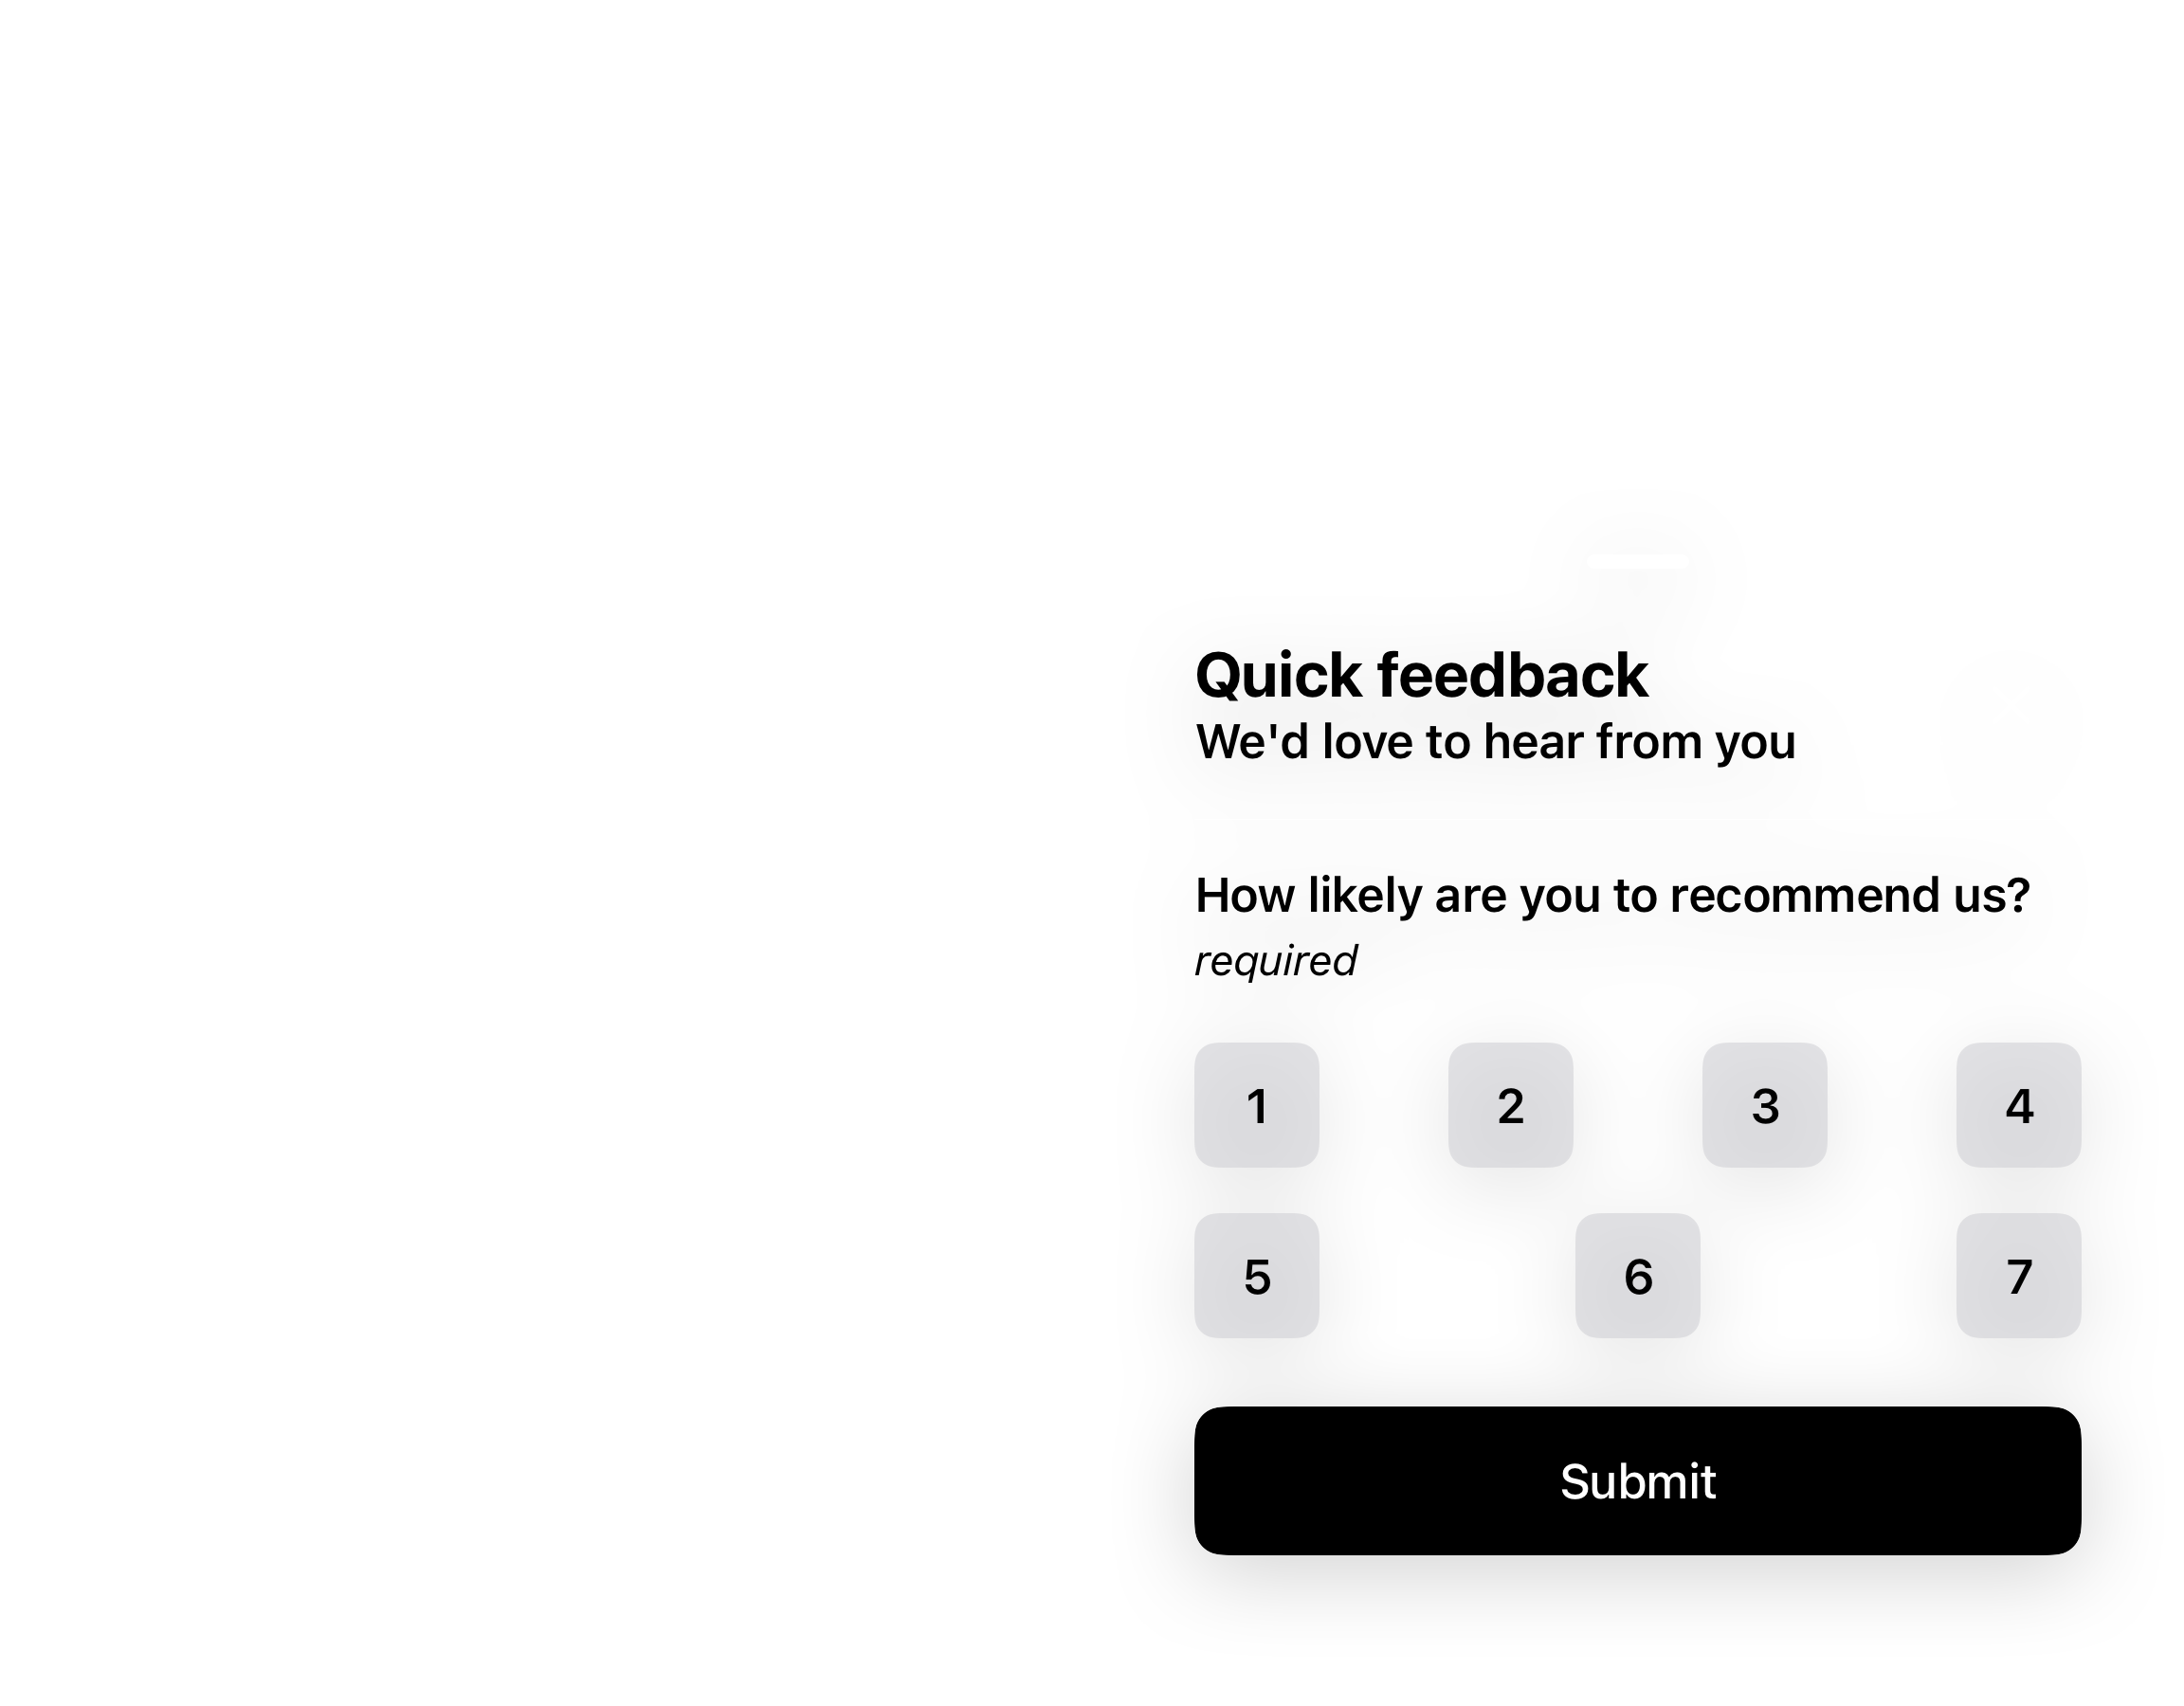 Quick feedback
We'd love to hear from you
How likely are you to recommend us?
required
1 2 3 4
5 6 7
Submit